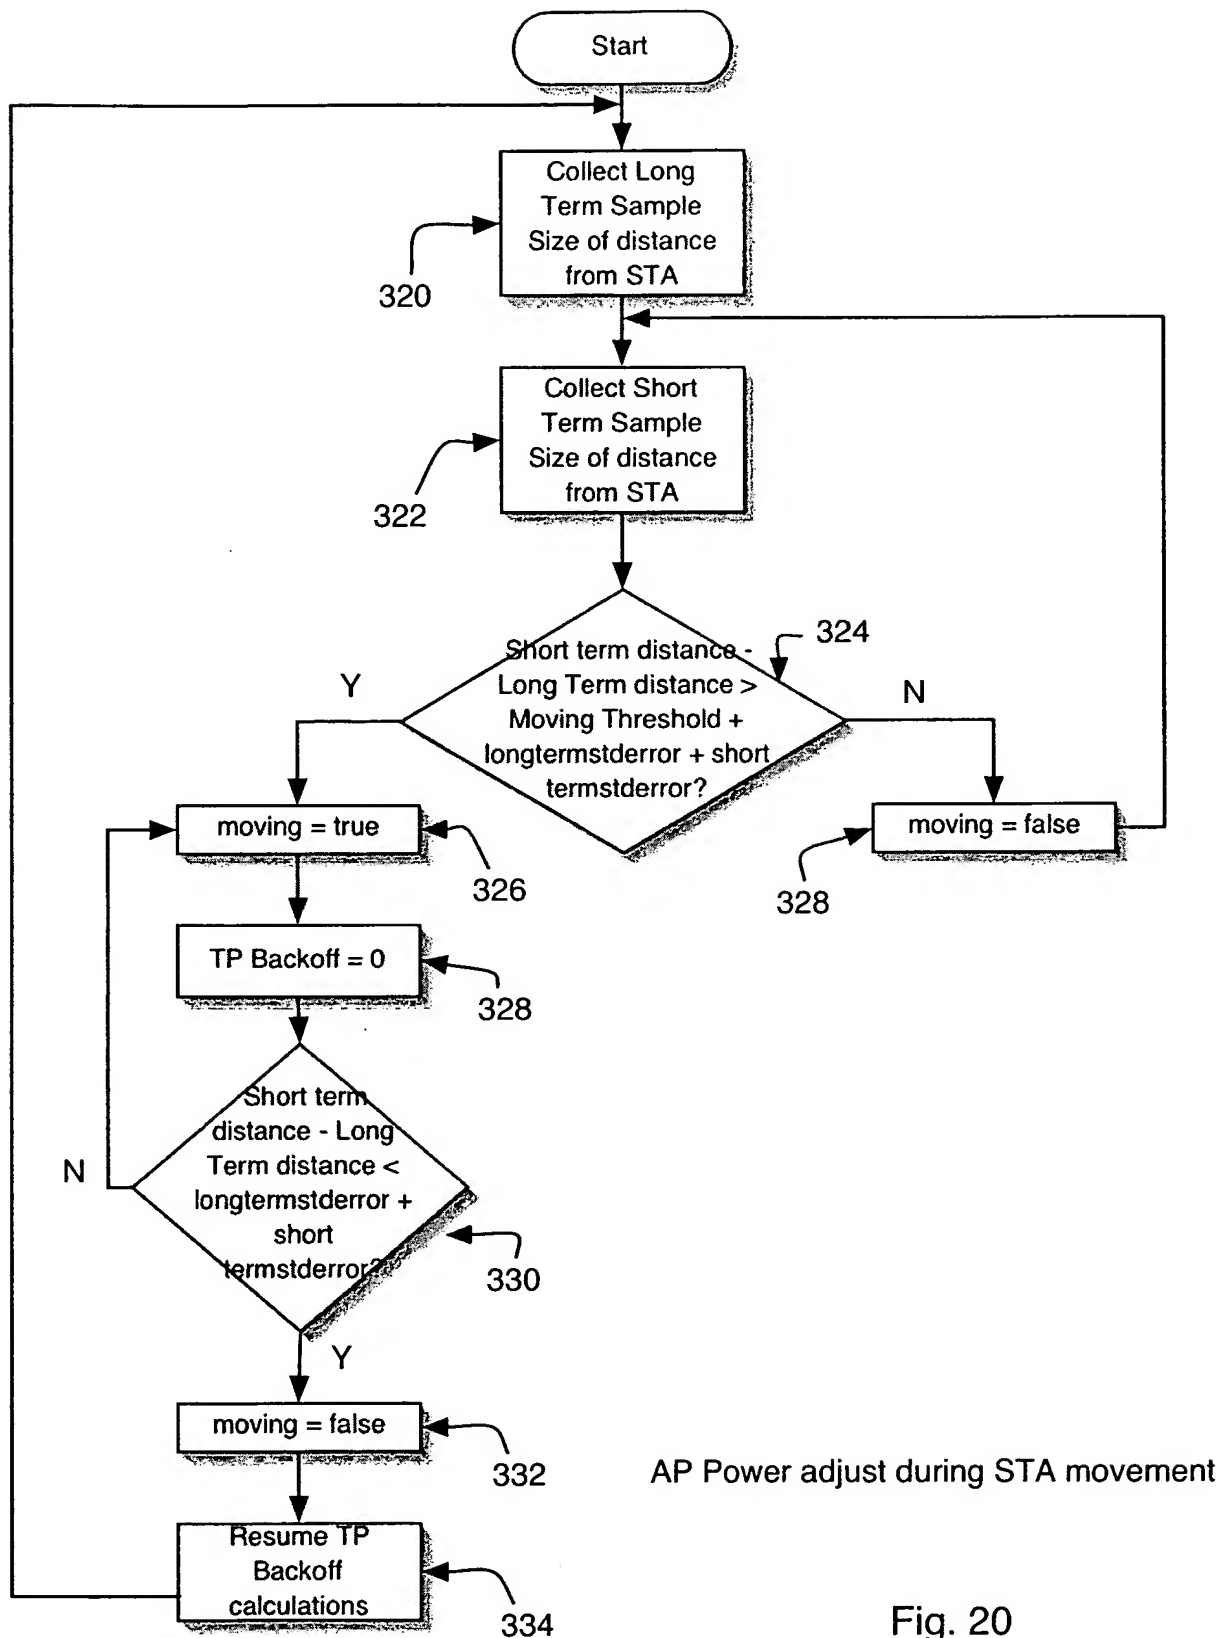 Start
Collect Long
Term Sample
Size of distance
from STA
320
Collect Short
Term Sample
Size of distance
from STA
322
324
Short term distance -
Long Term distance >
Moving Threshold +
longtermstderror + short
termstderror?
Y
N
moving = true
326
moving = false
328
TP Backoff = 0
328
Short term
distance - Long
Term distance <
longtermstderror +
short
termstderror?
N
330
Y
moving = false
332
AP Power adjust during STA movement
Resume TP
Backoff
calculations
334
Fig. 20